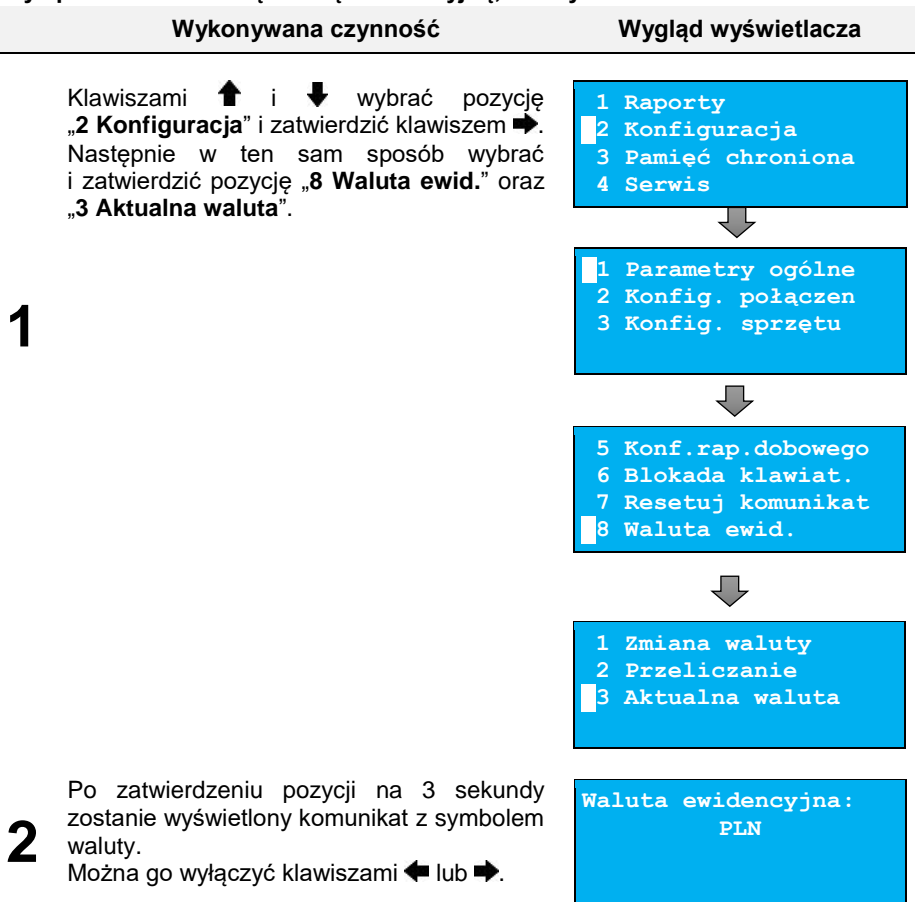 Wykonywana czynność
Wygląd wyświetlacza
1
Klawiszami ⬆ i ⬇ wybrać pozycję
„2 Konfiguracja” i zatwierdzić klawiszem ➡.
Następnie w ten sam sposób wybrać
i zatwierdzić pozycję „8 Waluta ewid.” oraz
„3 Aktualna waluta”.
1 Raporty
2 Konfiguracja
3 Pamięć chroniona
4 Serwis
1 Parametry ogólne
2 Konfig. połączen
3 Konfig. sprzętu
5 Konf.rap.dobowego
6 Blokada klawiat.
7 Resetuj komunikat
8 Waluta ewid.
1 Zmiana waluty
2 Przeliczanie
3 Aktualna waluta
2
Po zatwierdzeniu pozycji na 3 sekundy
zostanie wyświetlony komunikat z symbolem
waluty.
Można go wyłączyć klawiszami ⬅ lub ➡.
Waluta ewidencyjna:
PLN